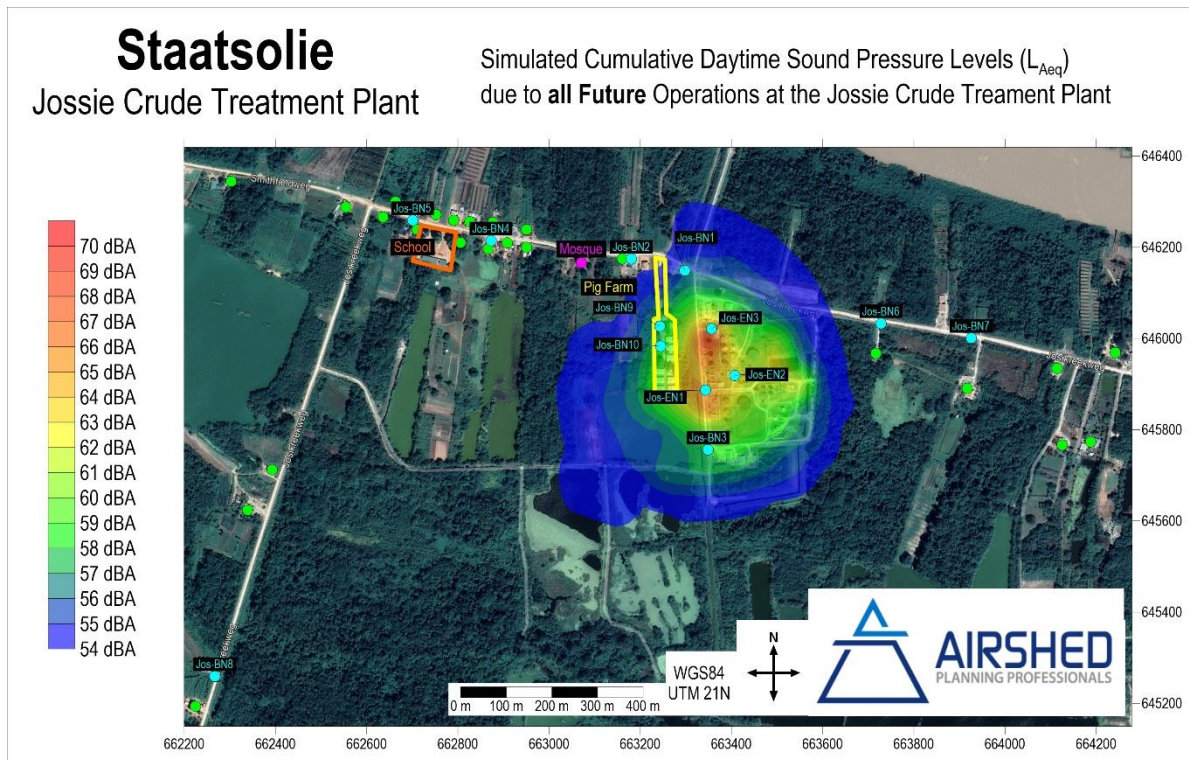 Staatsolie
Jossie Crude Treatment Plant
Simulated Cumulative Daytime Sound Pressure Levels (LAeq)
due to all Future Operations at the Jossie Crude Treament Plant
70 dBA
69 dBA
68 dBA
67 dBA
66 dBA
65 dBA
64 dBA
63 dBA
62 dBA
61 dBA
60 dBA
59 dBA
58 dBA
57 dBA
56 dBA
55 dBA
54 dBA
Jos-BN5
Jos-BN4
School
Mosque
Jos-BN2
Jos-BN1
Pig Farm
Jos-BN9
Jos-EN3
Jos-BN6
Jos-BN7
Jos-BN10
Jos-EN2
Jos-EN1
Jos-BN3
Jos-BN8
646400
646200
646000
645800
645600
645400
645200
WGS84
UTM 21N
N
0 m 100 m 200 m 300 m 400 m
AIRSHED
PLANNING PROFESSIONALS
662200 662400 662600 662800 663000 663200 663400 663600 663800 664000 664200